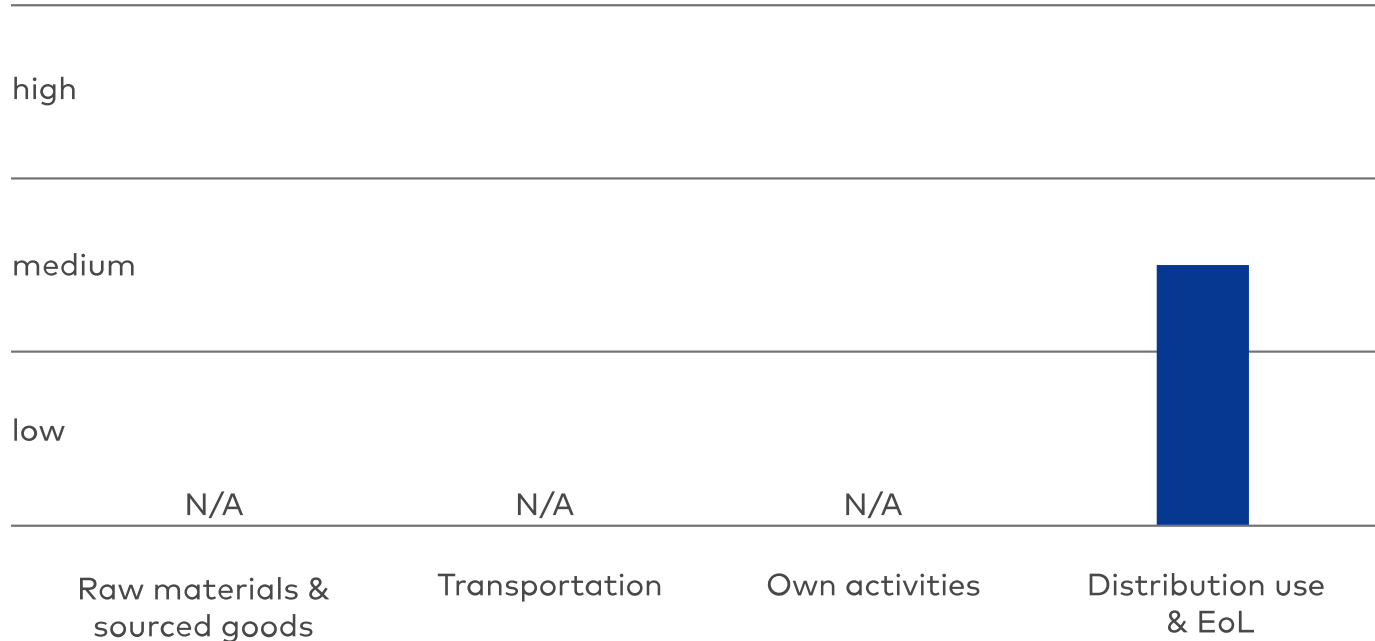 high
medium
low
N/A N/A N/A
Raw materials & Transportation Own activities Distribution use
sourced goods & EoL